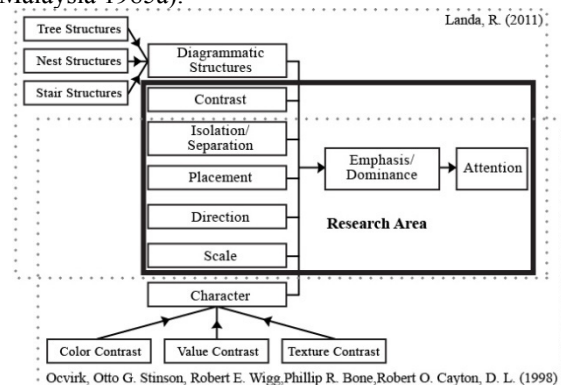 Malaysia 1985a).
Landa, R. (2011)
Tree Structures
Nest Structures
Stair Structures
Diagrammatic
Structures
Contrast
Isolation/
Separation
Placement
Direction
Scale
Emphasis/
Dominance
Attention
Research Area
Character
Color Contrast
Value Contrast
Texture Contrast
Ocvirk, Otto G. Stinson, Robert E. Wigg,Phillip R. Bone,Robert O. Cayton, D. L. (1998)